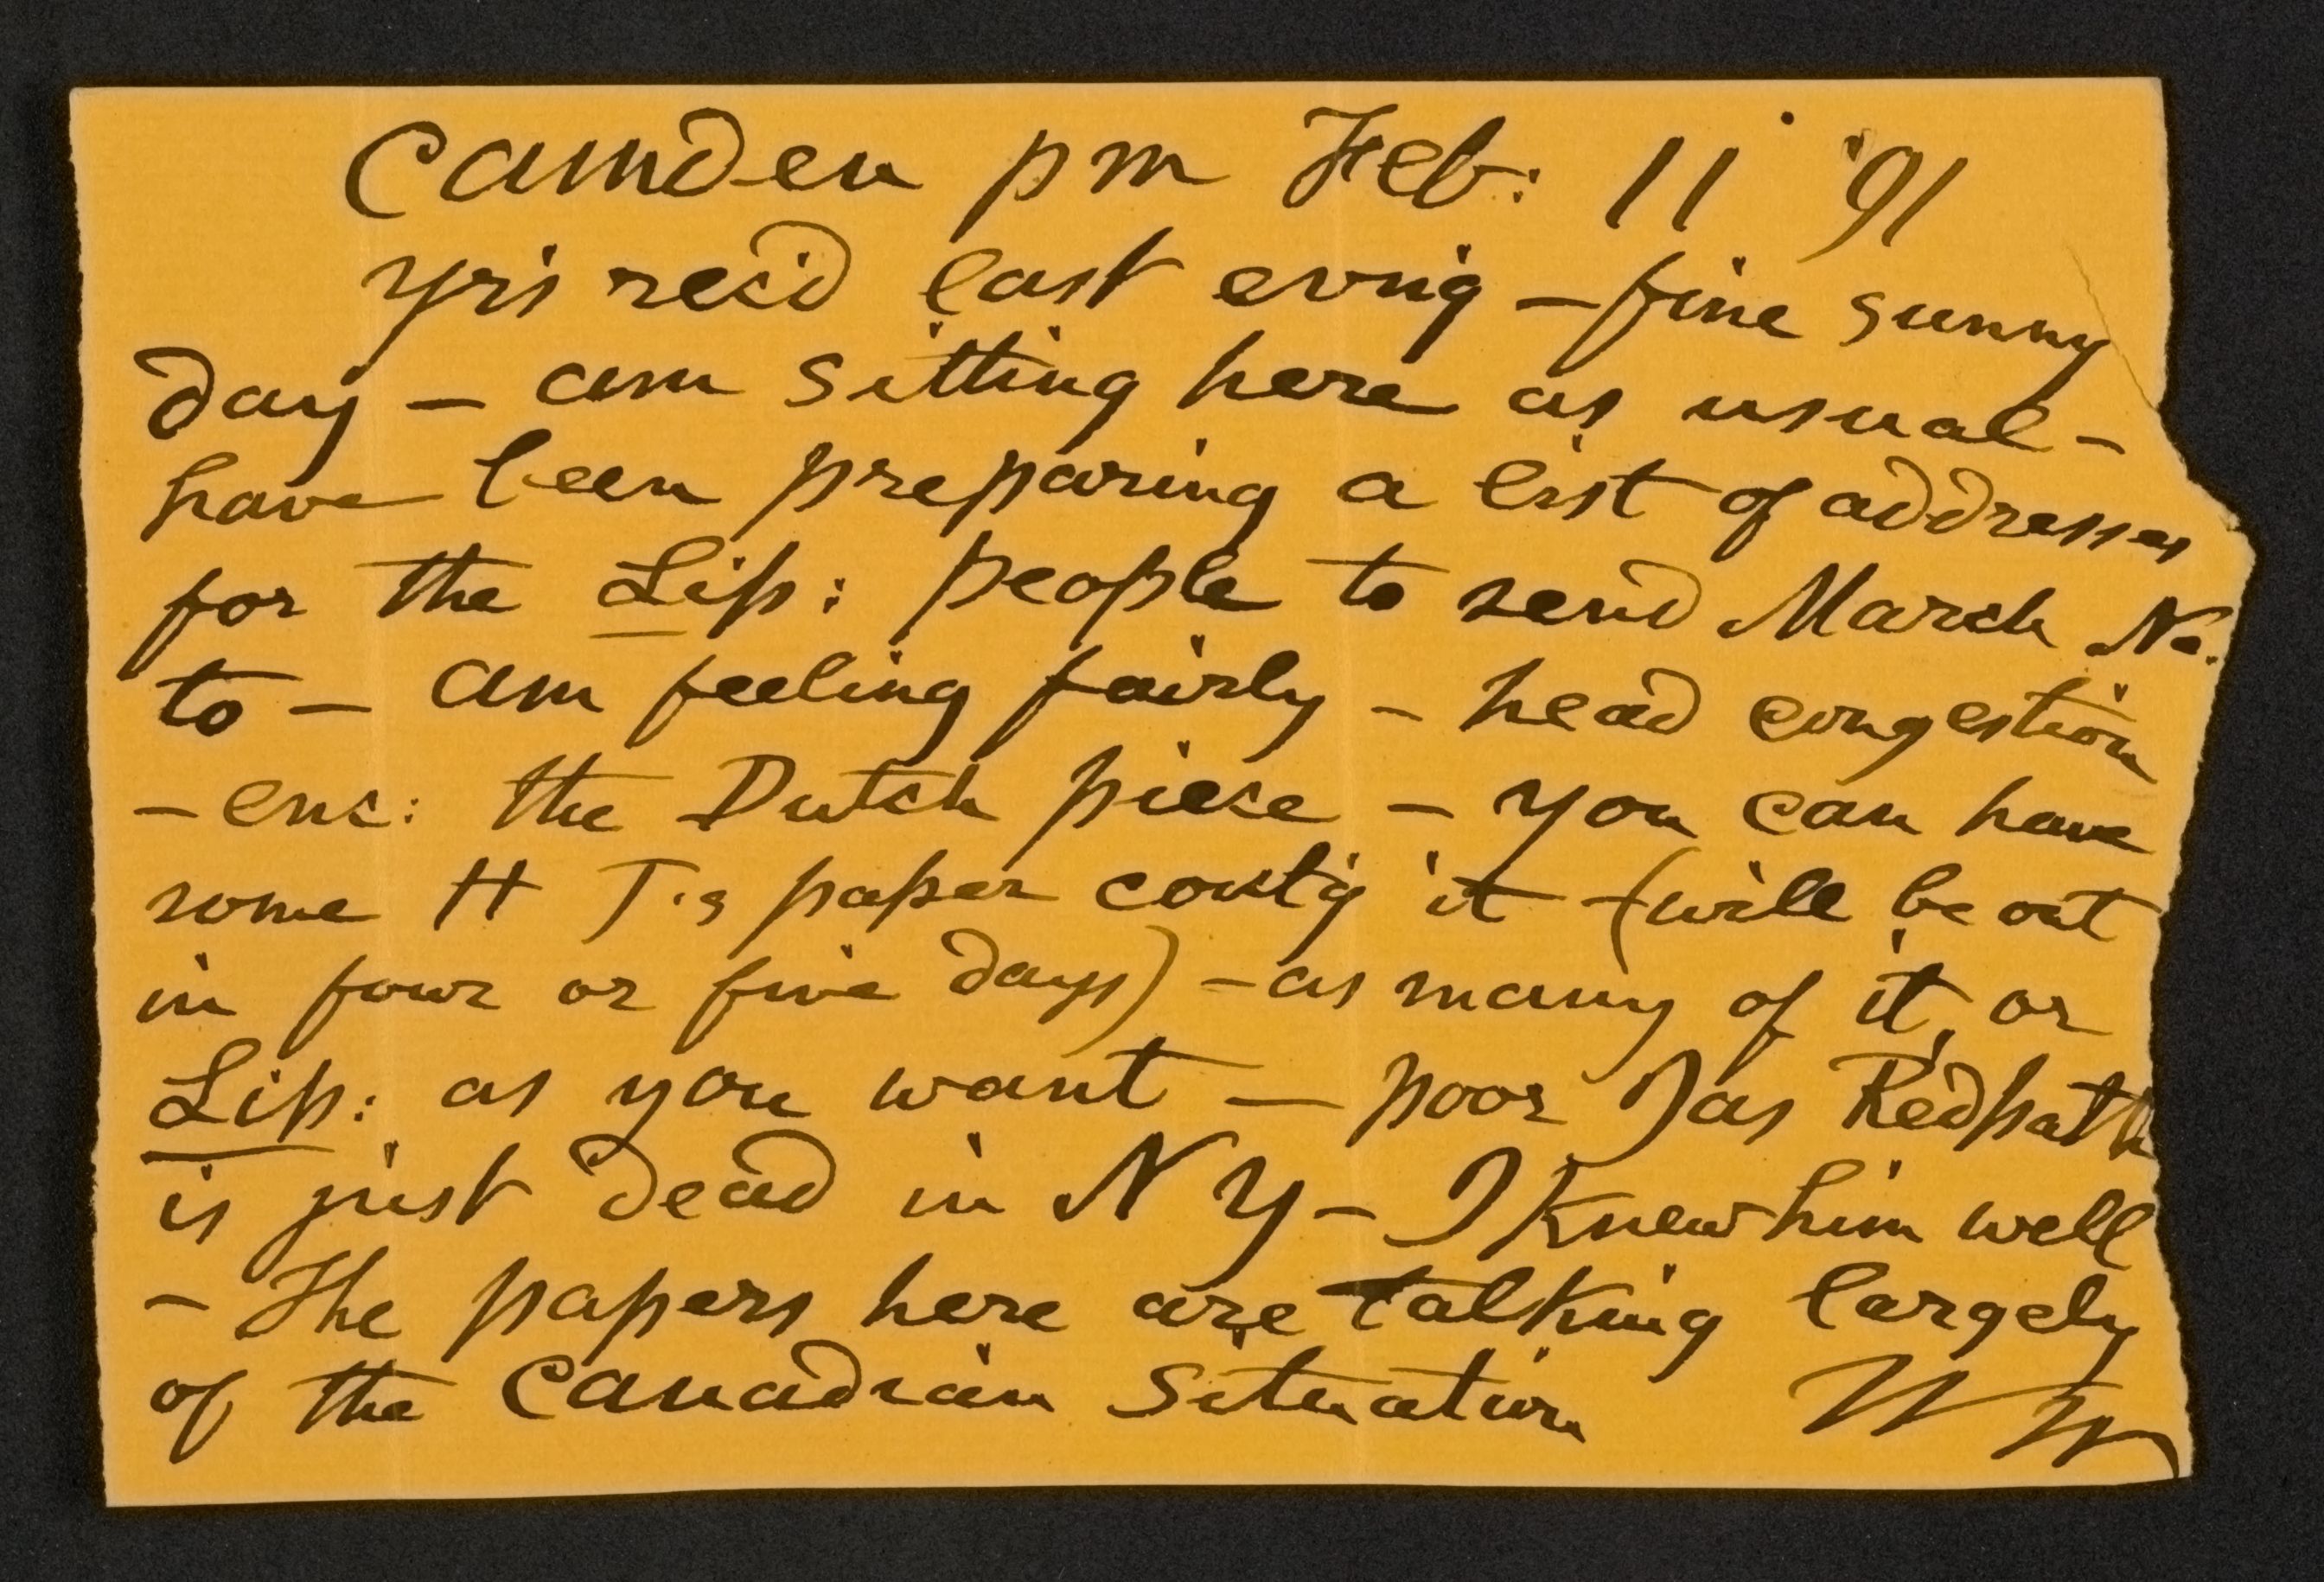 Camden pm Feb: 11 '91
Yr's rec'd last ev'ng – fine sunny
day – am sitting here as usual –
have been preparing a list of addresses
for the Lip: people to send March No.
to – am feeling fairly – head congestion
– enc: the Dutch piece – you can have
some H T's paper cont'g it – (will be out
in four or five days) – as many of it, or
Lip: as you want – poor Jas Redpath
is just dead in N Y – I knew him well
– The papers here are talking largely
of the Canadian situation W W